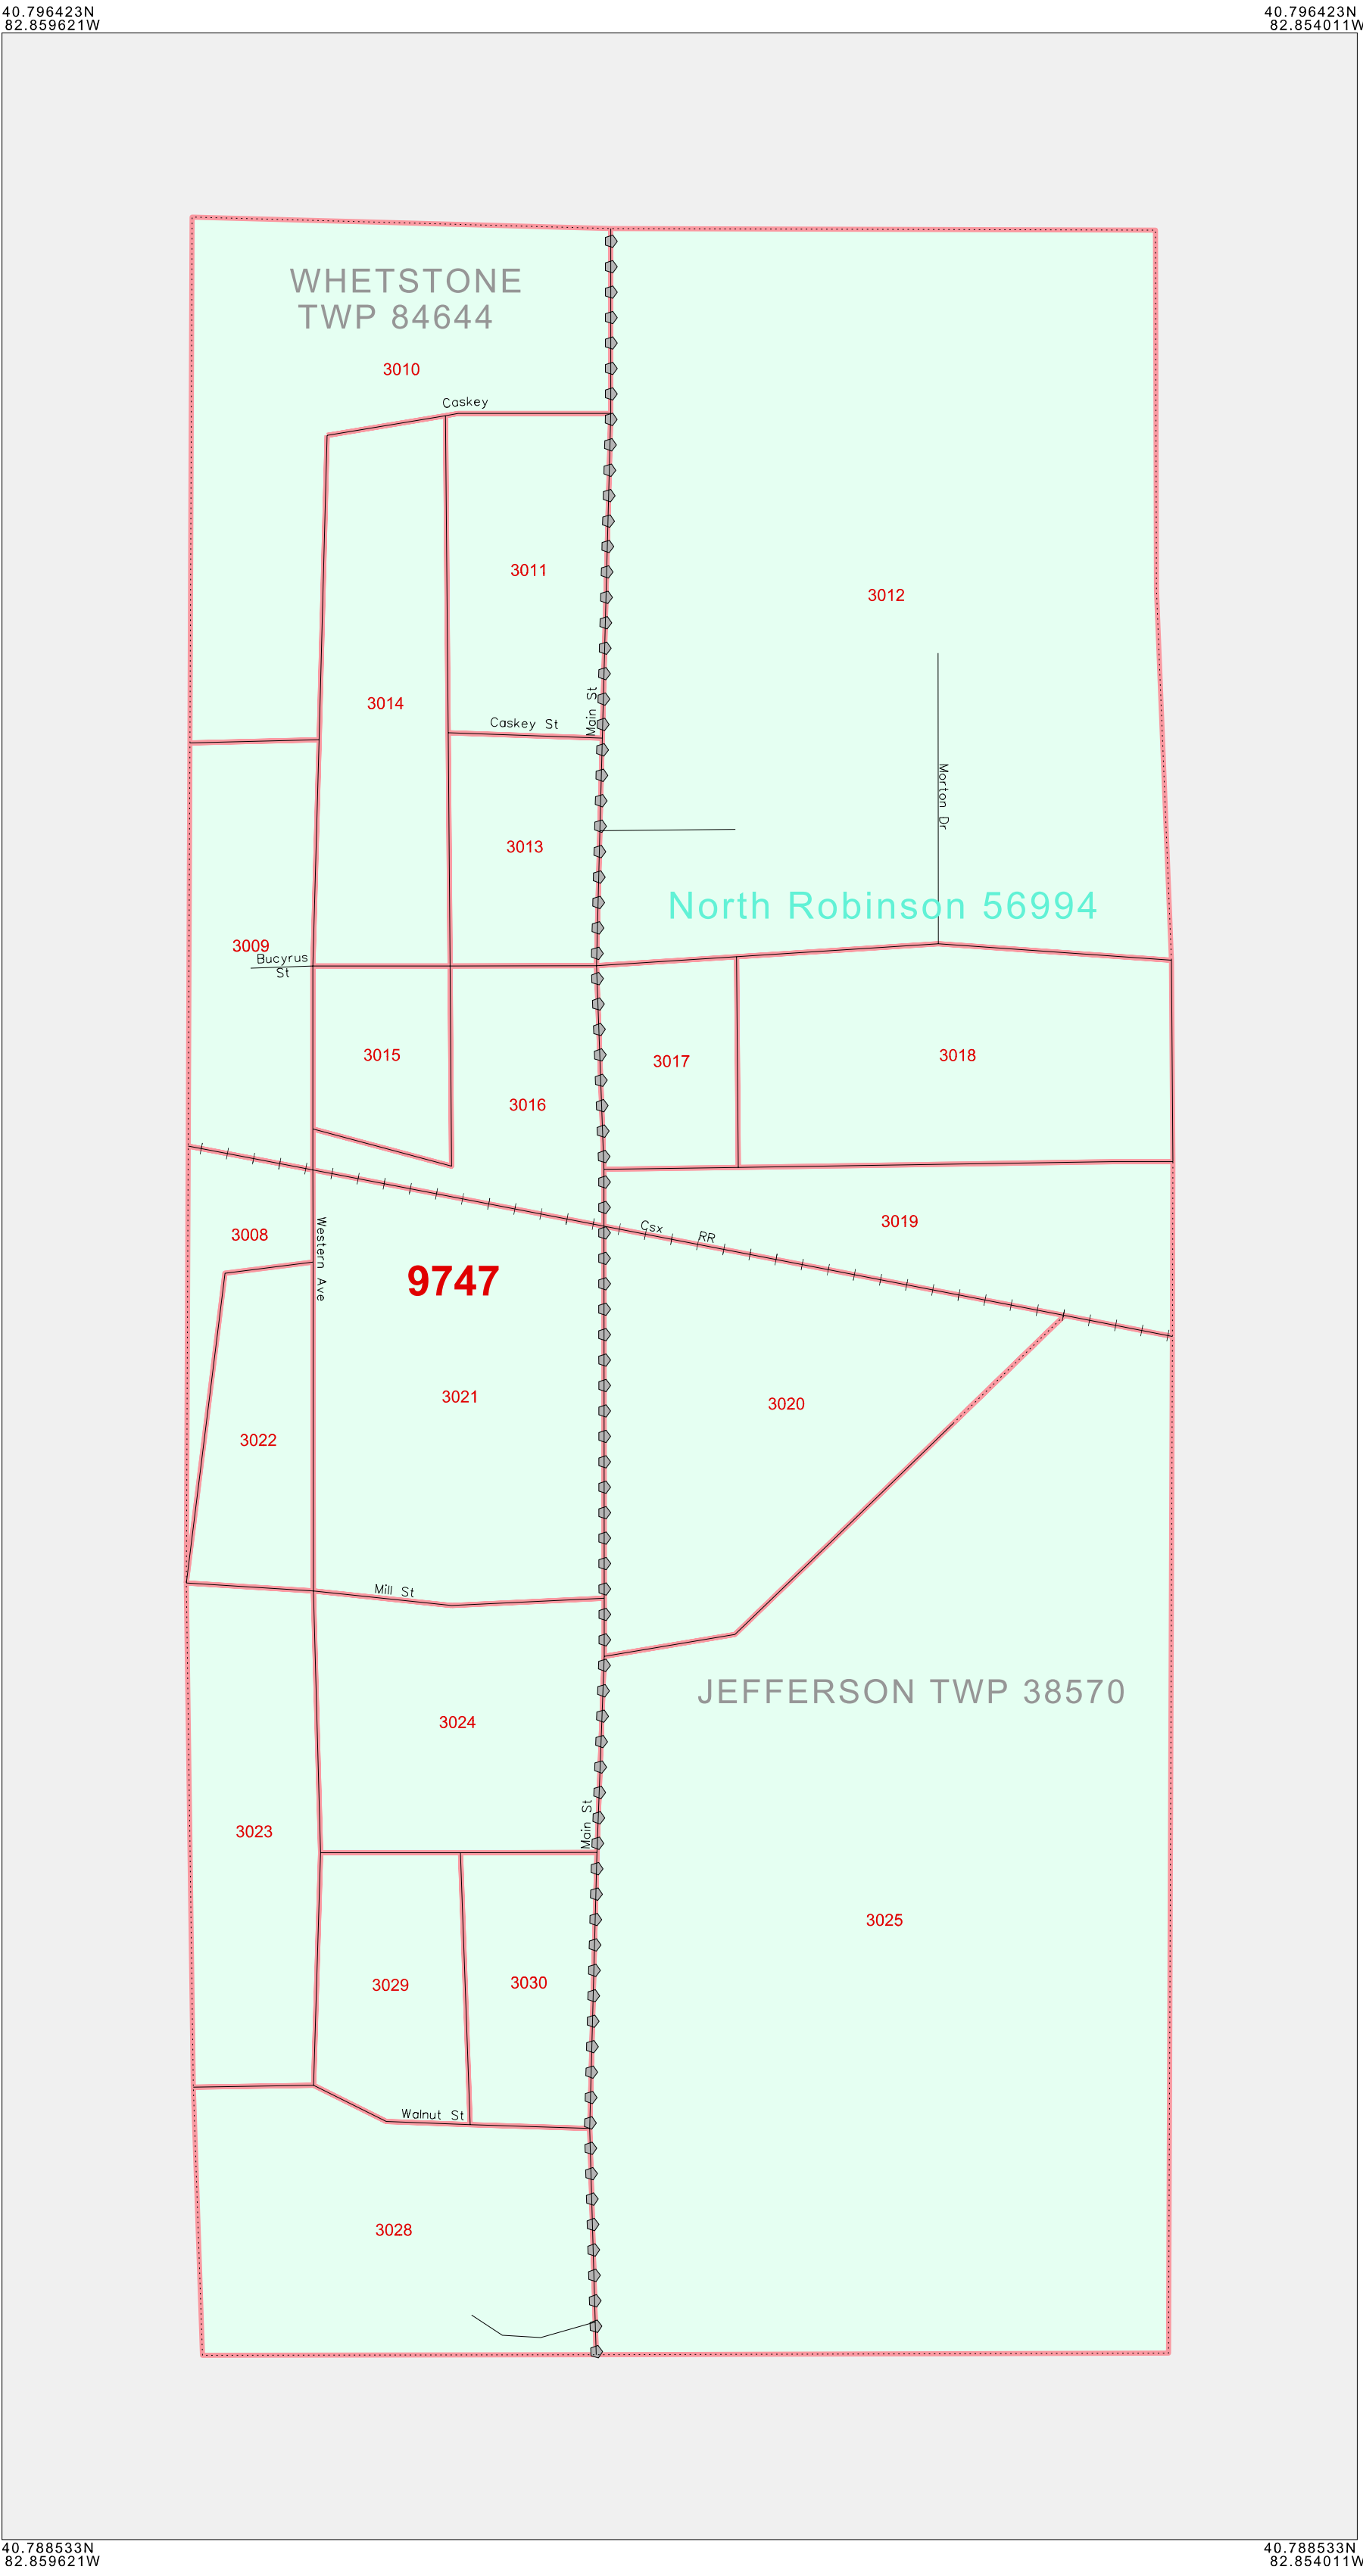 40.796423N
82.859621W
40.796423N
82.854011W
WHETSTONE
TWP 84644
3010
Caskey
3011
3012
3014
Main St
Caskey St
Morton Dr
3013
North Robinson 56994
3009
Bucyrus
St
3015
3017
3018
3016
3019
Csx
RR
3008
Western Ave
9747
3021
3020
3022
Mill St
JEFFERSON TWP 38570
3024
Main St
3023
3025
3029
3030
Walnut St
3028
40.788533N
82.859621W
40.788533N
82.854011W